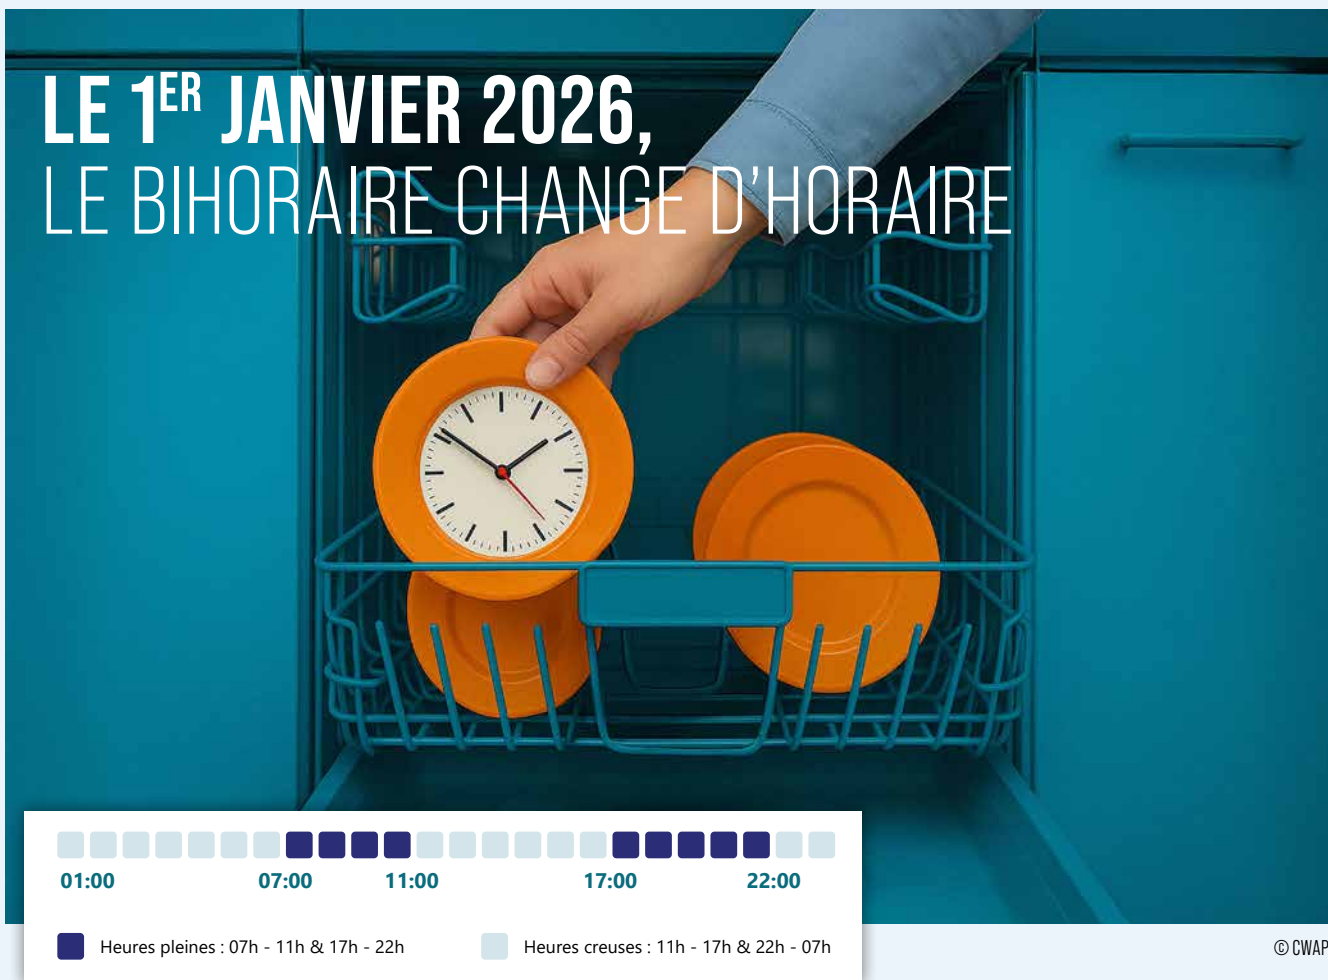 LE 1ER JANVIER 2026,
LE BIHORAIRE CHANGE D'HORAIRE
01:00 07:00 11:00 17:00 22:00
Heures pleines : 07h - 11h & 17h - 22h
Heures creuses : 11h - 17h & 22h - 07h
© CWAP